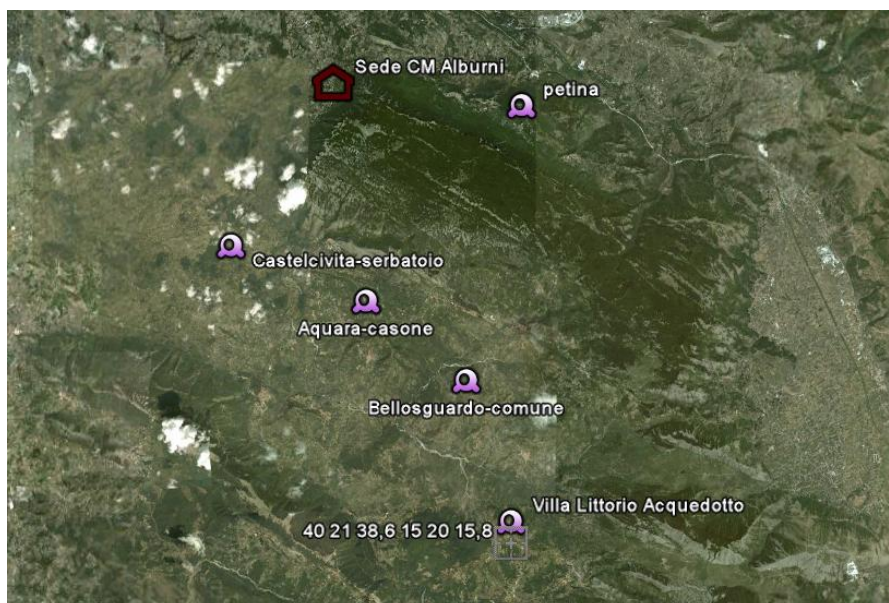 Sede CM Alburni
petina
Castelcivita-serbatoio
Aquara-casone
Bellosguardo-comune
Villa Littorio Acquedotto
40 21 38,6 15 20 15,8